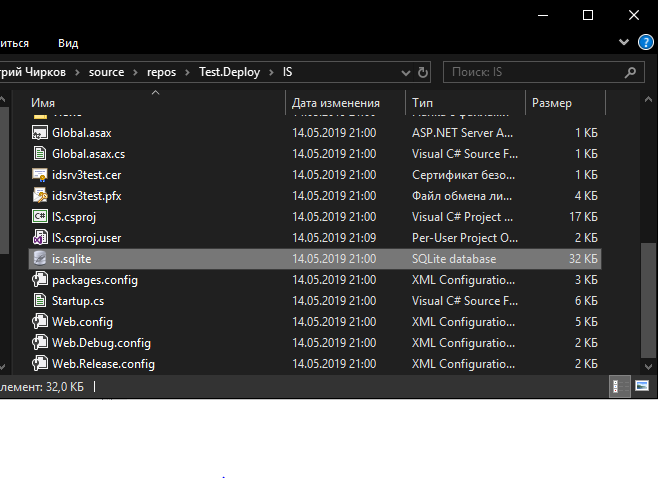 иться Вид
рий Чирков source repos Test.Deploy IS Поиск: IS
Имя Дата изменения Тип Размер
Global.asax 14.05.2019 21:00 ASP.NET Server A... 1 КБ
Global.asax.cs 14.05.2019 21:00 Visual C# Source F... 1 КБ
idsrv3test.cer 14.05.2019 21:00 Сертификат безо... 1 КБ
idsrv3test.pfx 14.05.2019 21:00 Файл обмена ли... 4 КБ
IS.csproj 14.05.2019 21:00 Visual C# Project ... 17 КБ
IS.csproj.user 14.05.2019 21:09 Per-User Project O... 2 КБ
is.sqlite 14.05.2019 21:00 SQLite database 32 КБ
packages.config 14.05.2019 21:00 XML Configuratio... 3 КБ
Startup.cs 14.05.2019 21:00 Visual C# Source F... 6 КБ
Web.config 14.05.2019 21:00 XML Configuratio... 5 КБ
Web.Debug.config 14.05.2019 21:00 XML Configuratio... 2 КБ
Web.Release.config 14.05.2019 21:00 XML Configuratio... 2 КБ
лемент: 32,0 КБ